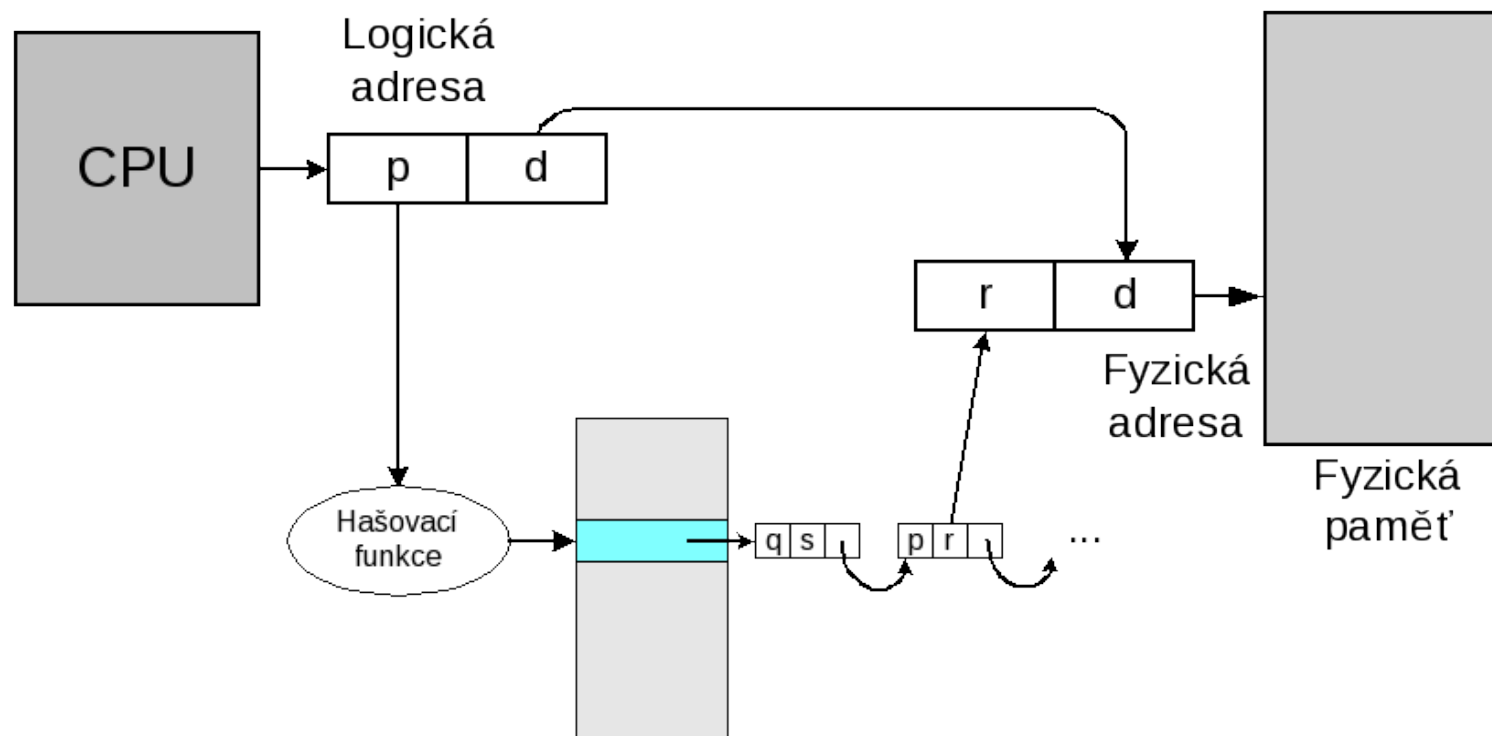 CPU
Logická
adresa
p d
r d
Fyzická
adresa
Fyzická
paměť
Hašovací
funkce
q s
p r
...